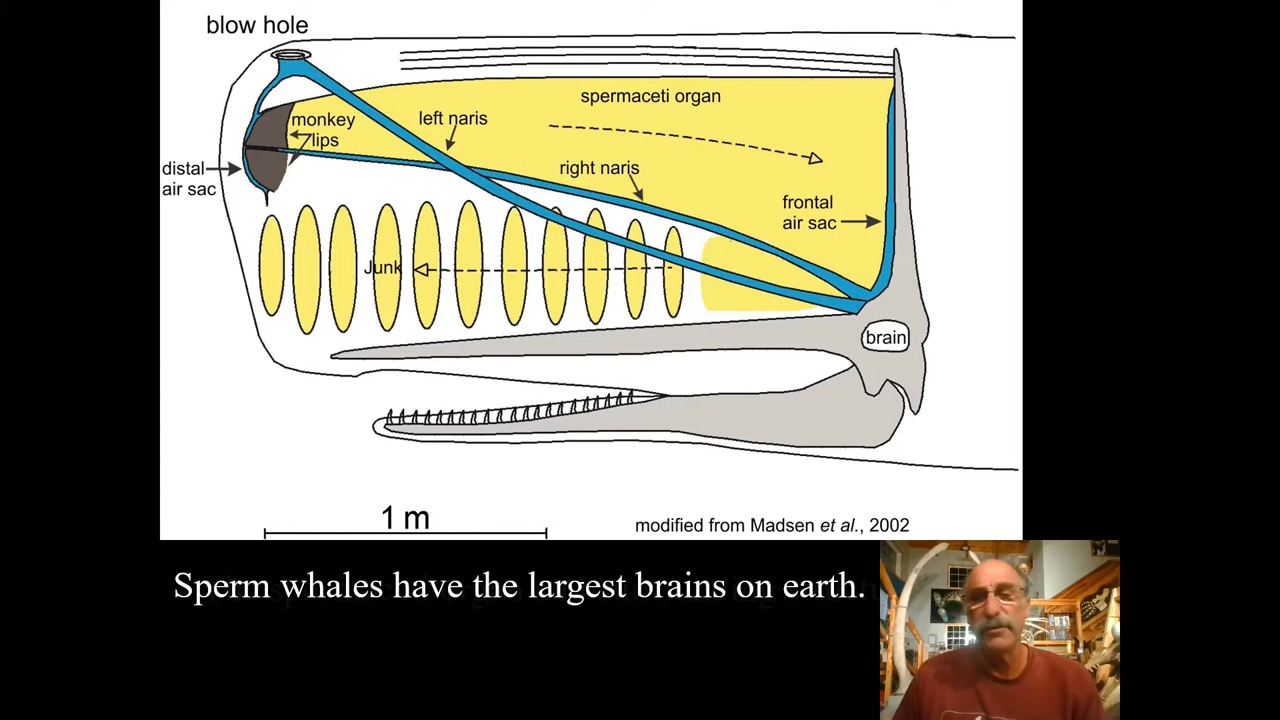 blow hole
spermaceti organ
monkey
lips
left naris
distal
air sac
right naris
frontal
air sac
Junk
brain
1 m
modified from Madsen et al., 2002
Sperm whales have the largest brains on earth.